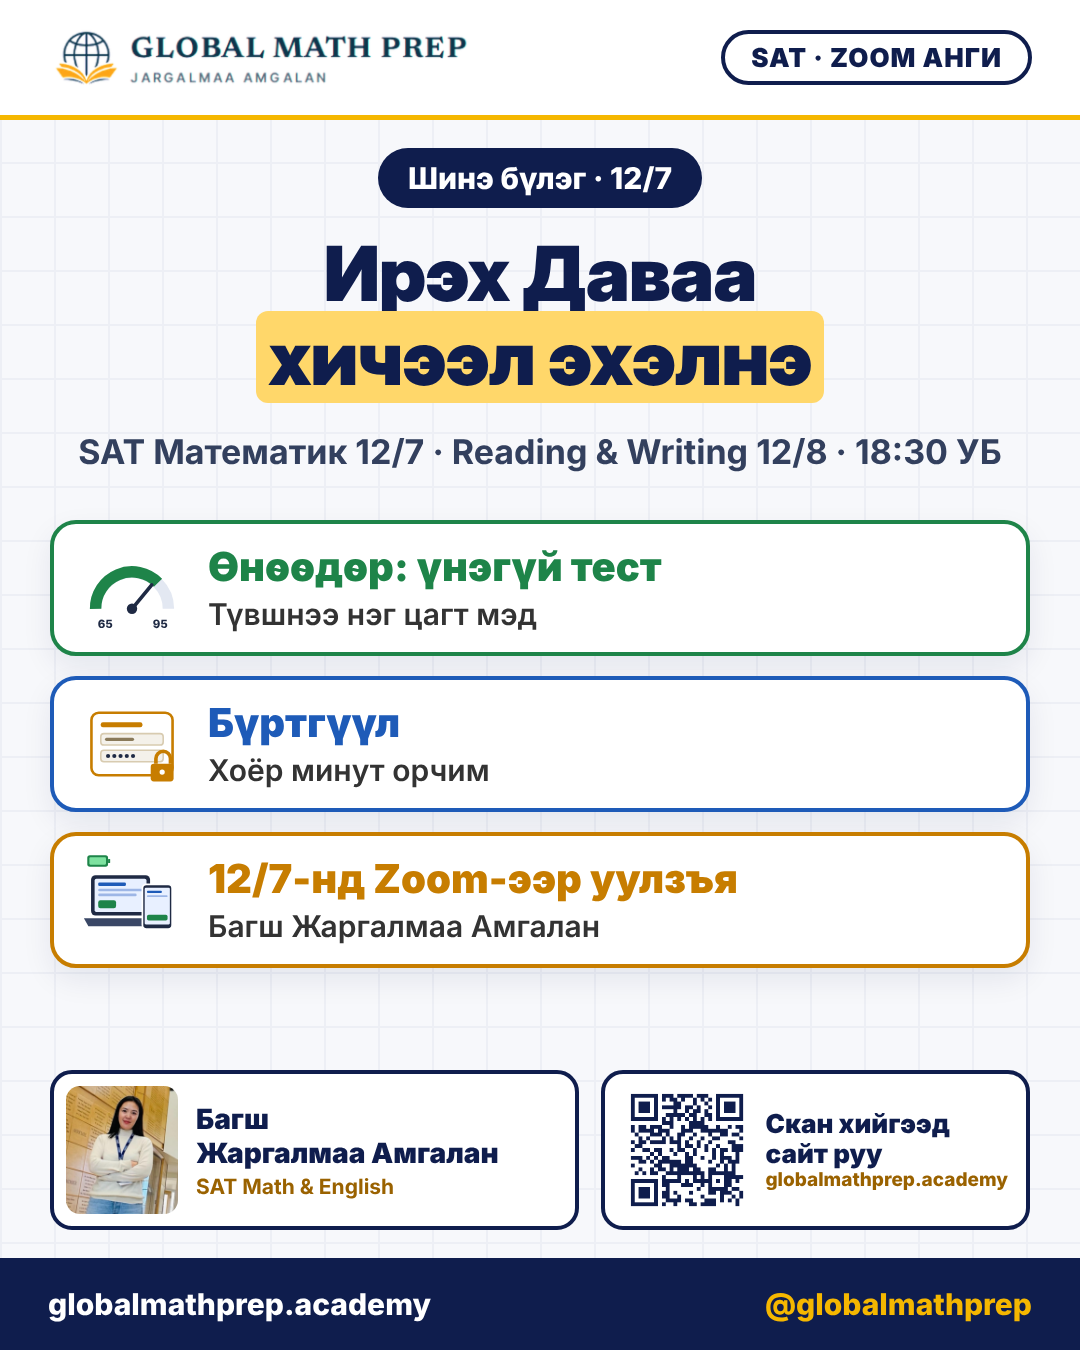 GLOBAL MATH PREP
JARGALMAA AMGALAN
SAT · ZOOM АНГИ
Шинэ бүлэг · 12/7
Ирэх Даваа
хичээл эхэлнэ
SAT Математик 12/7 · Reading & Writing 12/8 · 18:30 УБ
65 95
Өнөөдөр: үнэгүй тест
Түвшнээ нэг цагт мэд
Бүртгүүл
Хоёр минут орчим
12/7-нд Zoom-ээр уулзъя
Багш Жаргалмаа Амгалан
Багш
Жаргалмаа Амгалан
SAT Math & English
Скан хийгээд
сайт руу
globalmathprep.academy
globalmathprep.academy
@globalmathprep